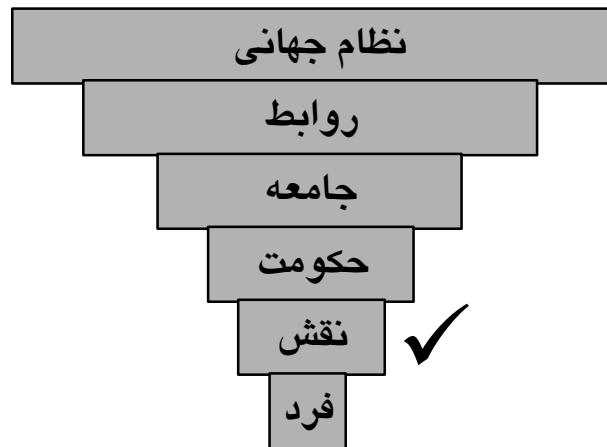 نظام جهانی
روابط
جامعه
حکومت
نقش
فرد